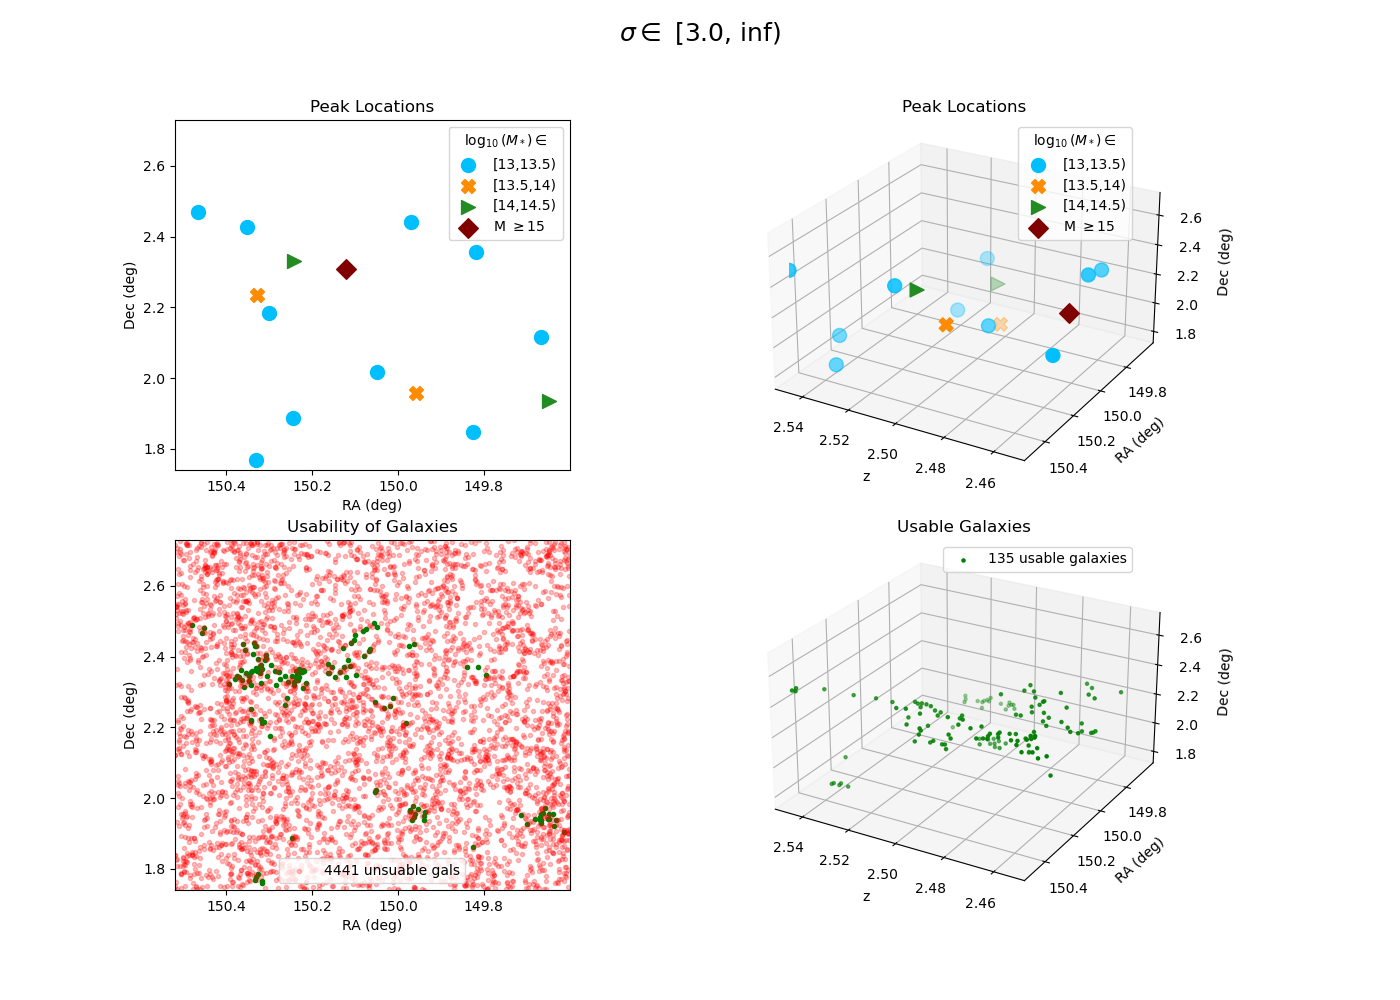 σ ∈ [3.0, inf)
Peak Locations
log₁₀(M*) ∈
[13,13.5)
[13.5,14)
[14,14.5)
M ≥15
2.6
2.4
2.2
2.0
1.8
Dec (deg)
150.4 150.2 150.0 149.8
RA (deg)
Peak Locations
log₁₀(M*) ∈
[13,13.5)
[13.5,14)
[14,14.5)
M ≥15
2.6
2.4
2.2
2.0
1.8
Dec (deg)
149.8
150.0
150.2
150.4
RA (deg)
2.54
2.52
2.50
2.48
2.46
z
Usability of Galaxies
2.6
2.4
2.2
2.0
1.8
Dec (deg)
4441 unsuable gals
150.4 150.2 150.0 149.8
RA (deg)
Usable Galaxies
135 usable galaxies
2.6
2.4
2.2
2.0
1.8
Dec (deg)
149.8
150.0
150.2
150.4
RA (deg)
2.54
2.52
2.50
2.48
2.46
z